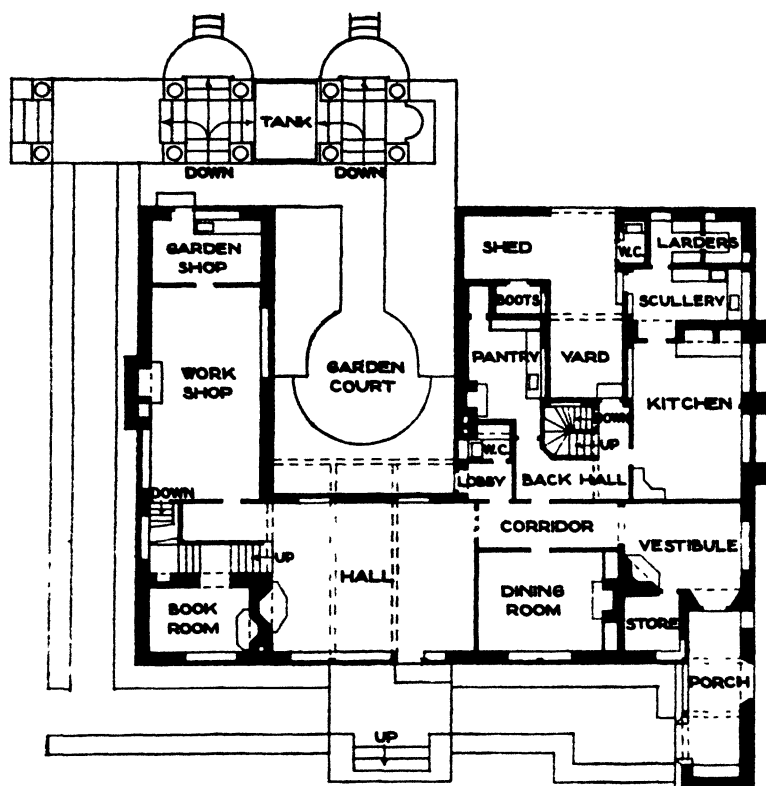 TANK
DOWN
DOWN
GARDEN
SHOP
SHED
W.C.
LARDERS
BOOTS
SCULLERY
WORK
SHOP
GARDEN
COURT
PANTRY
YARD
KITCHEN
DOWN
UP
W.C.
LOBBY
BACK HALL
DOWN
CORRIDOR
VESTIBULE
UP
HALL
BOOK
ROOM
DINING
ROOM
STORE
PORCH
UP